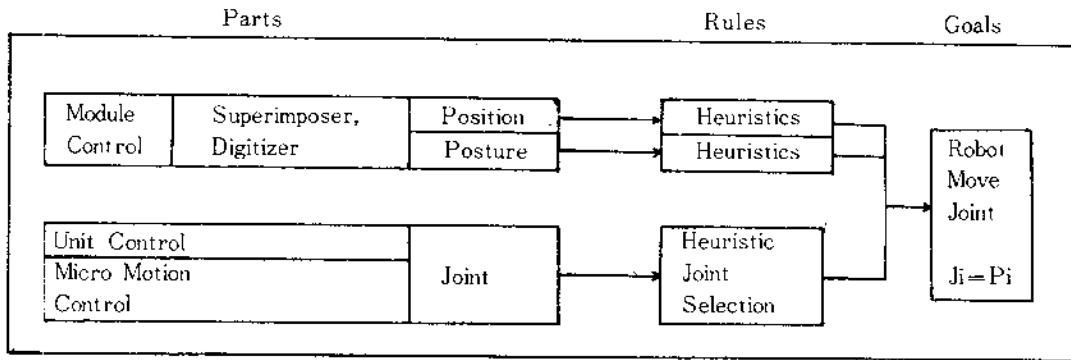 Parts Rules Goals
Module Control
Superimposer, Digitizer
Position
Posture
Heuristics
Heuristics
Unit Control
Micro Motion Control
Joint
Heuristic Joint Selection
Robot
Move
Joint
Ji=Pi